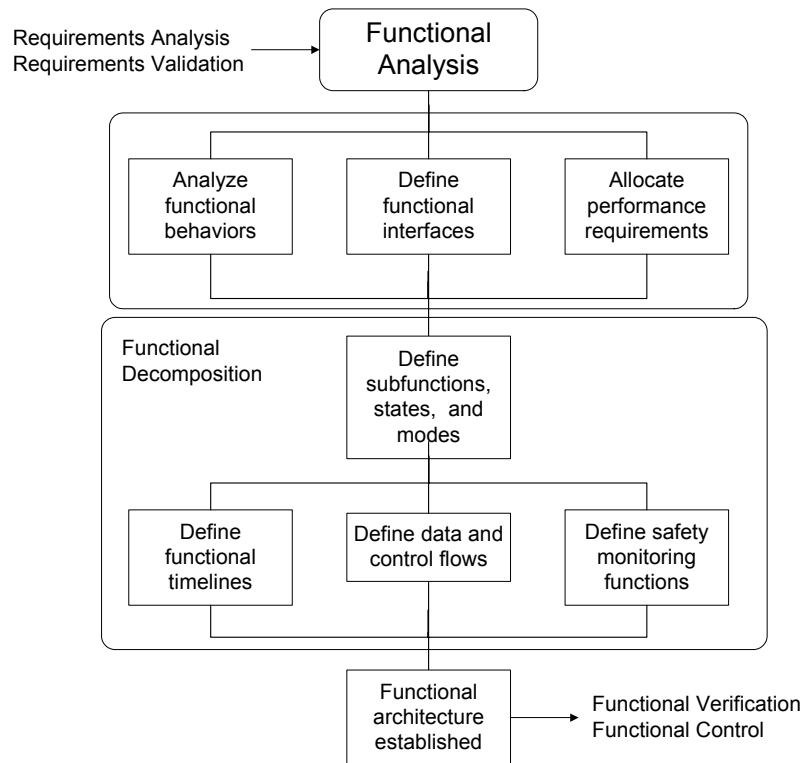 Requirements Analysis
Requirements Validation
Functional
Analysis
Analyze
functional
behaviors
Define
functional
interfaces
Allocate
performance
requirements
Functional
Decomposition
Define
subfunctions,
states, and
modes
Define
functional
timelines
Define data and
control flows
Define safety
monitoring
functions
Functional
architecture
established
Functional Verification
Functional Control